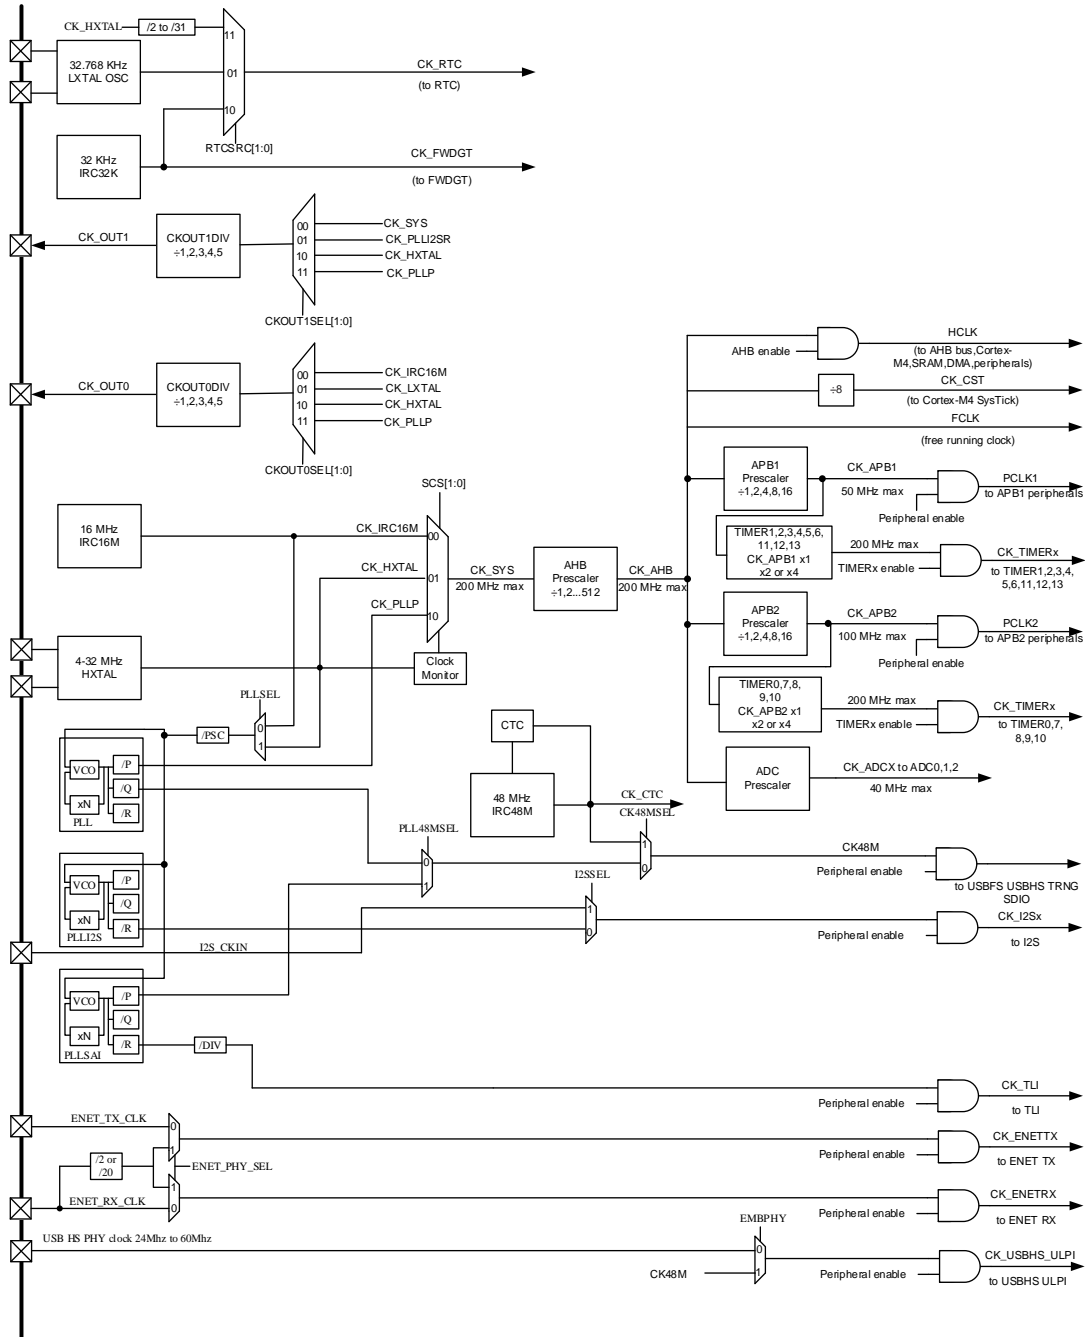 CK_HXTAL
/2 to /31
11
32.768 KHz
LXTAL OSC
01
CK_RTC
(to RTC)
10
RTCSRC[1:0]
32 KHz
IRC32K
CK_FWDGT
(to FWDGT)
CK_OUT1
CKOUT1DIV
÷1,2,3,4,5
00
01
10
11
CK_SYS
CK_PLLI2SR
CK_HXTAL
CK_PLLP
CKOUT1SEL[1:0]
CK_OUT0
CKOUT0DIV
÷1,2,3,4,5
00
01
10
11
CK_IRC16M
CK_LXTAL
CK_HXTAL
CK_PLLP
CKOUT0SEL[1:0]
AHB enable
HCLK
(to AHB bus,Cortex-
M4,SRAM,DMA,peripherals)
÷8
CK_CST
(to Cortex-M4 SysTick)
FCLK
(free running clock)
SCS[1:0]
16 MHz
IRC16M
CK_IRC16M
00
CK_HXTAL
01
CK_PLLP
10
CK_SYS
200 MHz max
AHB
Prescaler
÷1,2...512
CK_AHB
200 MHz max
APB1
Prescaler
÷1,2,4,8,16
CK_APB1
50 MHz max
Peripheral enable
PCLK1
to APB1 peripherals
TIMER1,2,3,4,5,6,
11,12,13
CK_APB1 x1
x2 or x4
200 MHz max
TIMERx enable
CK_TIMERx
to TIMER1,2,3,4,
5,6,11,12,13
APB2
Prescaler
÷1,2,4,8,16
CK_APB2
100 MHz max
Peripheral enable
PCLK2
to APB2 peripherals
TIMER0,7,8,
9,10
CK_APB2 x1
x2 or x4
200 MHz max
TIMERx enable
CK_TIMERx
to TIMER0,7,
8,9,10
ADC
Prescaler
CK_ADCX to ADC0,1,2
40 MHz max
4-32 MHz
HXTAL
Clock
Monitor
PLLSEL
0
1
/PSC
VCO
xN
/P
/Q
/R
PLL
CTC
48 MHz
IRC48M
CK_CTC
CK48MSEL
1
0
PLL48MSEL
0
1
CK48M
Peripheral enable
to USBFS USBHS TRNG
SDIO
VCO
xN
/P
/Q
/R
PLLI2S
I2SSEL
1
0
I2S_CKIN
Peripheral enable
CK_I2Sx
to I2S
VCO
xN
/P
/Q
/R
PLLSAI
/DIV
Peripheral enable
CK_TLI
to TLI
ENET_TX_CLK
0
1
/2 or
/20
ENET_PHY_SEL
1
0
ENET_RX_CLK
Peripheral enable
CK_ENETTX
to ENET TX
Peripheral enable
CK_ENETRX
to ENET RX
USB HS PHY clock 24Mhz to 60Mhz
EMBPHY
0
1
CK48M
Peripheral enable
CK_USBHS_ULPI
to USBHS ULPI